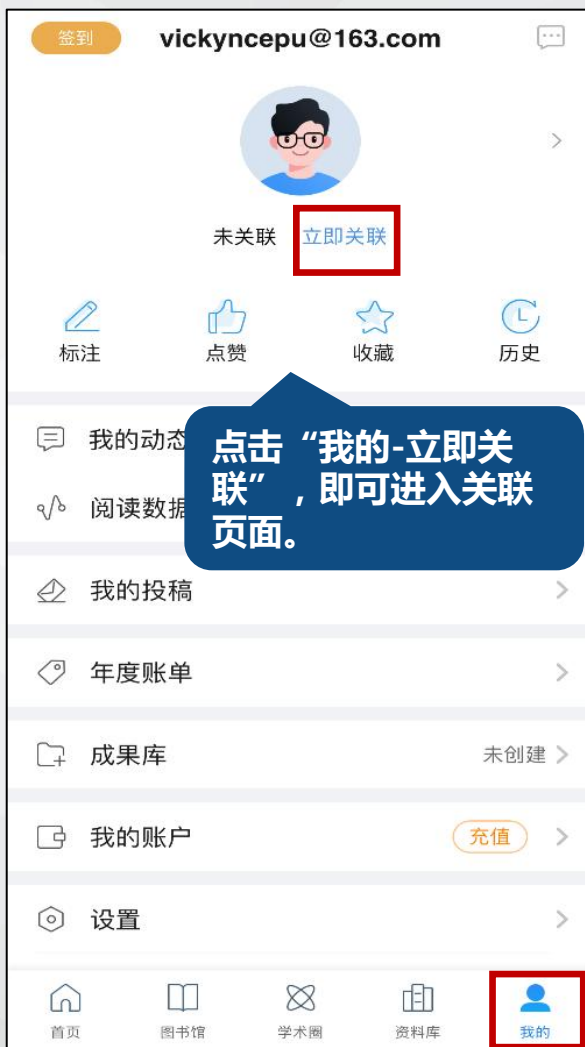 签到
vickyncepu@163.com
未关联 立即关联
标注 点赞 收藏 历史
我的动态
阅读数据
点击“我的-立即关
联”，即可进入关联
页面。
我的投稿
年度账单
成果库 未创建
我的账户 充值
设置
首页 图书馆 学术圈 资料库 我的